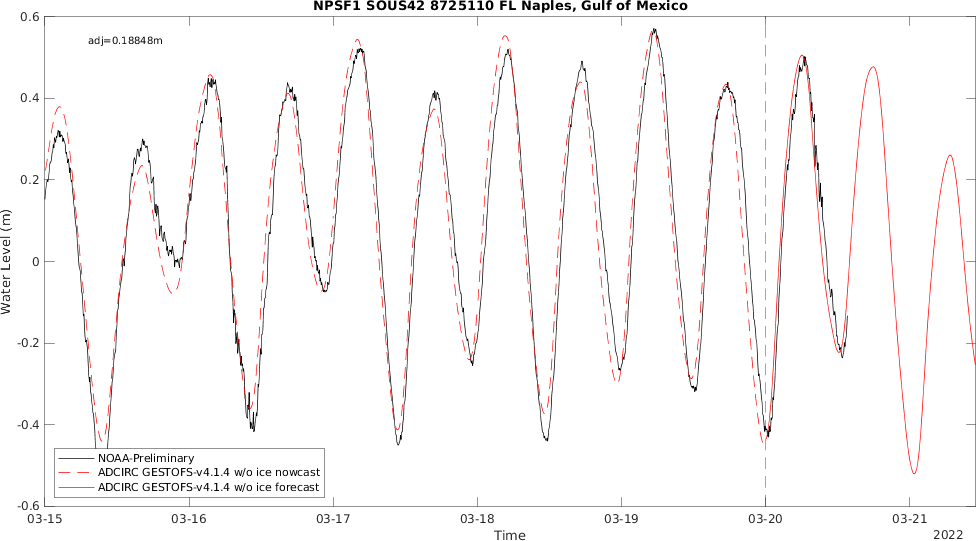 NPSF1 SOUS42 8725110 FL Naples, Gulf of Mexico
adj=0.18848m
0.6
0.4
0.2
0
-0.2
-0.4
-0.6
Water Level (m)
NOAA-Preliminary
ADCIRC GESTOFS-v4.1.4 w/o ice nowcast
ADCIRC GESTOFS-v4.1.4 w/o ice forecast
03-15 03-16 03-17 03-18 03-19 03-20 03-21
Time
2022